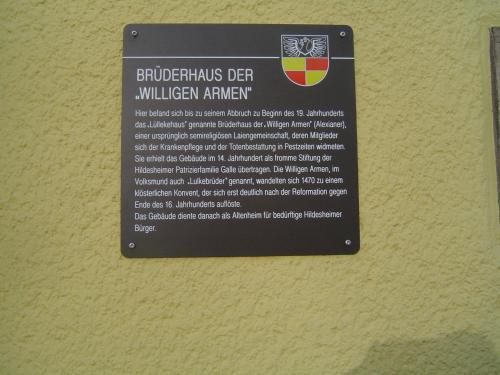 BRÜDERHAUS DER
„WILLIGEN ARMEN"
Hier befand sich bis zu seinem Abbruch zu Beginn des 19. Jahrhunderts
das „Lüllekehaus" genannte Brüderhaus der „Willigen Armen" (Alexianer),
einer ursprünglich semireligiösen Laiengemeinschaft, deren Mitglieder
sich der Krankenpflege und der Totenbestattung in Pestzeiten widmeten.
Sie erhielt das Gebäude im 14. Jahrhundert als fromme Stiftung der
Hildesheimer Patrizierfamilie Galle übertragen. Die Willigen Armen, im
Volksmund auch „Lulkebrüder" genannt, wandelten sich 1470 zu einem
klösterlichen Konvent, der sich erst deutlich nach der Reformation gegen
Ende des 16. Jahrhunderts auflöste.
Das Gebäude diente danach als Altenheim für bedürftige Hildesheimer
Bürger.